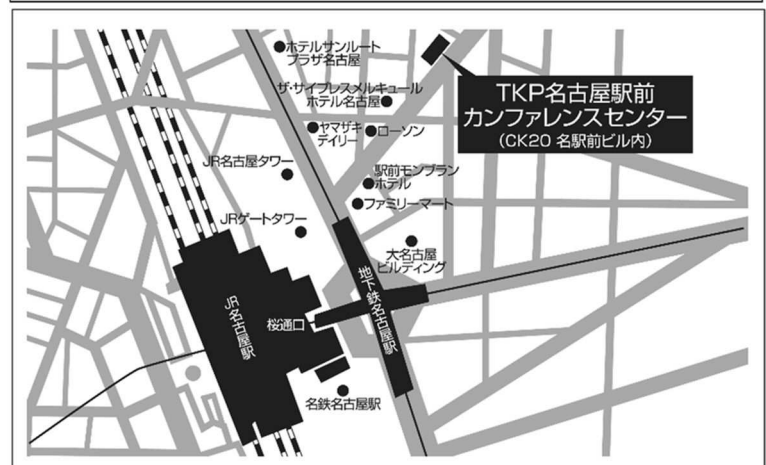 ホテルサンルート
プラザ名古屋
ザ・サイプレスメルキュール
ホテル名古屋
TKP名古屋駅前
カンファレンスセンター
(CK20 名駅前ビル内)
ヤマザキ
デイリー
ローソン
JR名古屋タワー
駅前モンブラン
ホテル
ファミリーマート
JRゲートタワー
大名古屋
ビルディング
地下鉄名古屋駅
JR名古屋駅
桜通口
名鉄名古屋駅